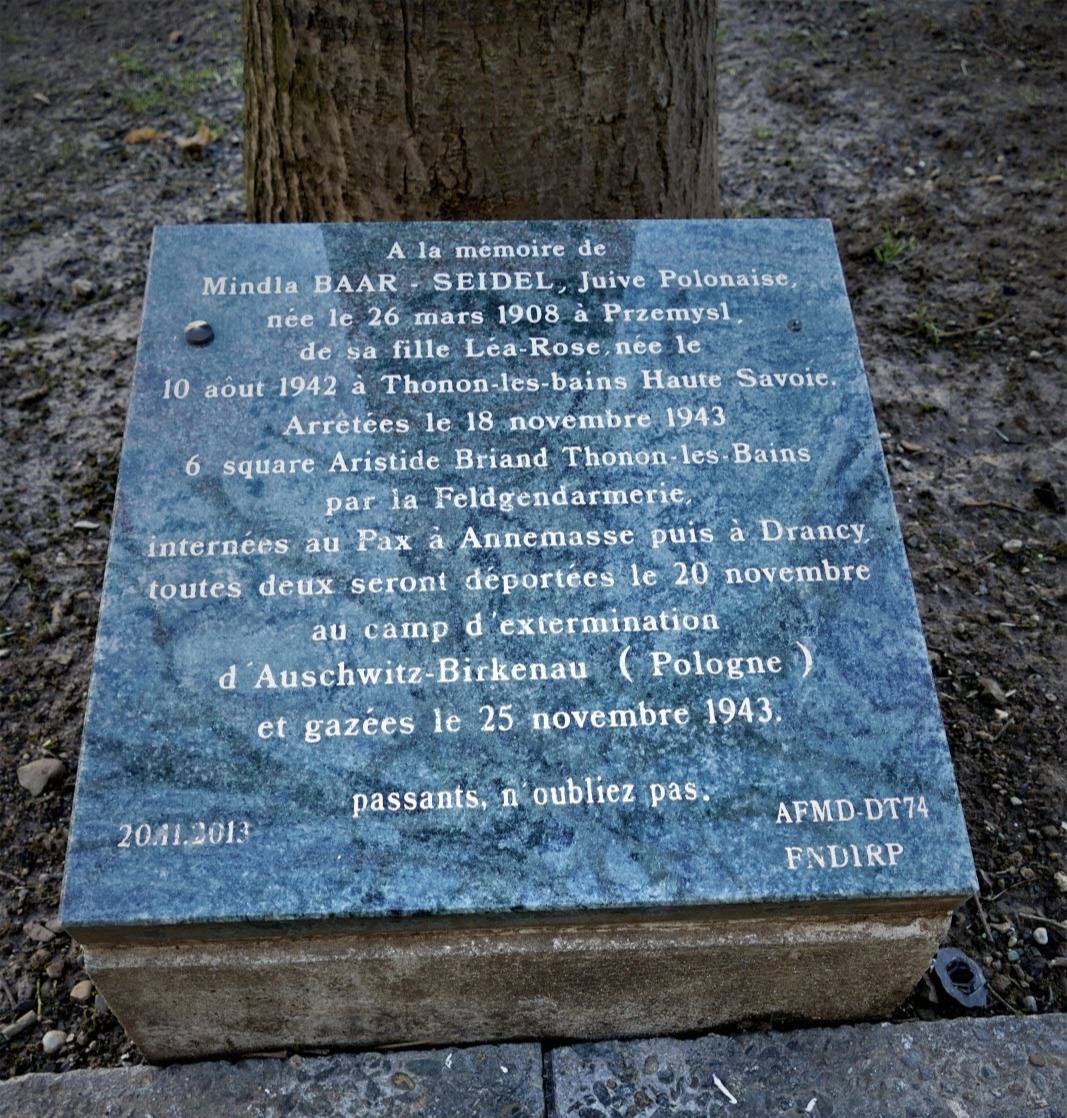 A la mémoire de
Mindla BAAR - SEIDEL, Juive Polonaise,
née le 26 mars 1908 à Przemysl,
de sa fille Léa-Rose, née le
10 aôut 1942 à Thonon-les-bains Haute Savoie.
Arrêtées le 18 novembre 1943
6 square Aristide Briand Thonon-les-Bains
par la Feldgendarmerie,
internées au Pax à Annemasse puis à Drancy,
toutes deux seront déportées le 20 novembre
au camp d'extermination
d'Auschwitz-Birkenau ( Pologne )
et gazées le 25 novembre 1943.
passants, n'oubliez pas.
20.11.2013
AFMD-DT74
FNDIRP